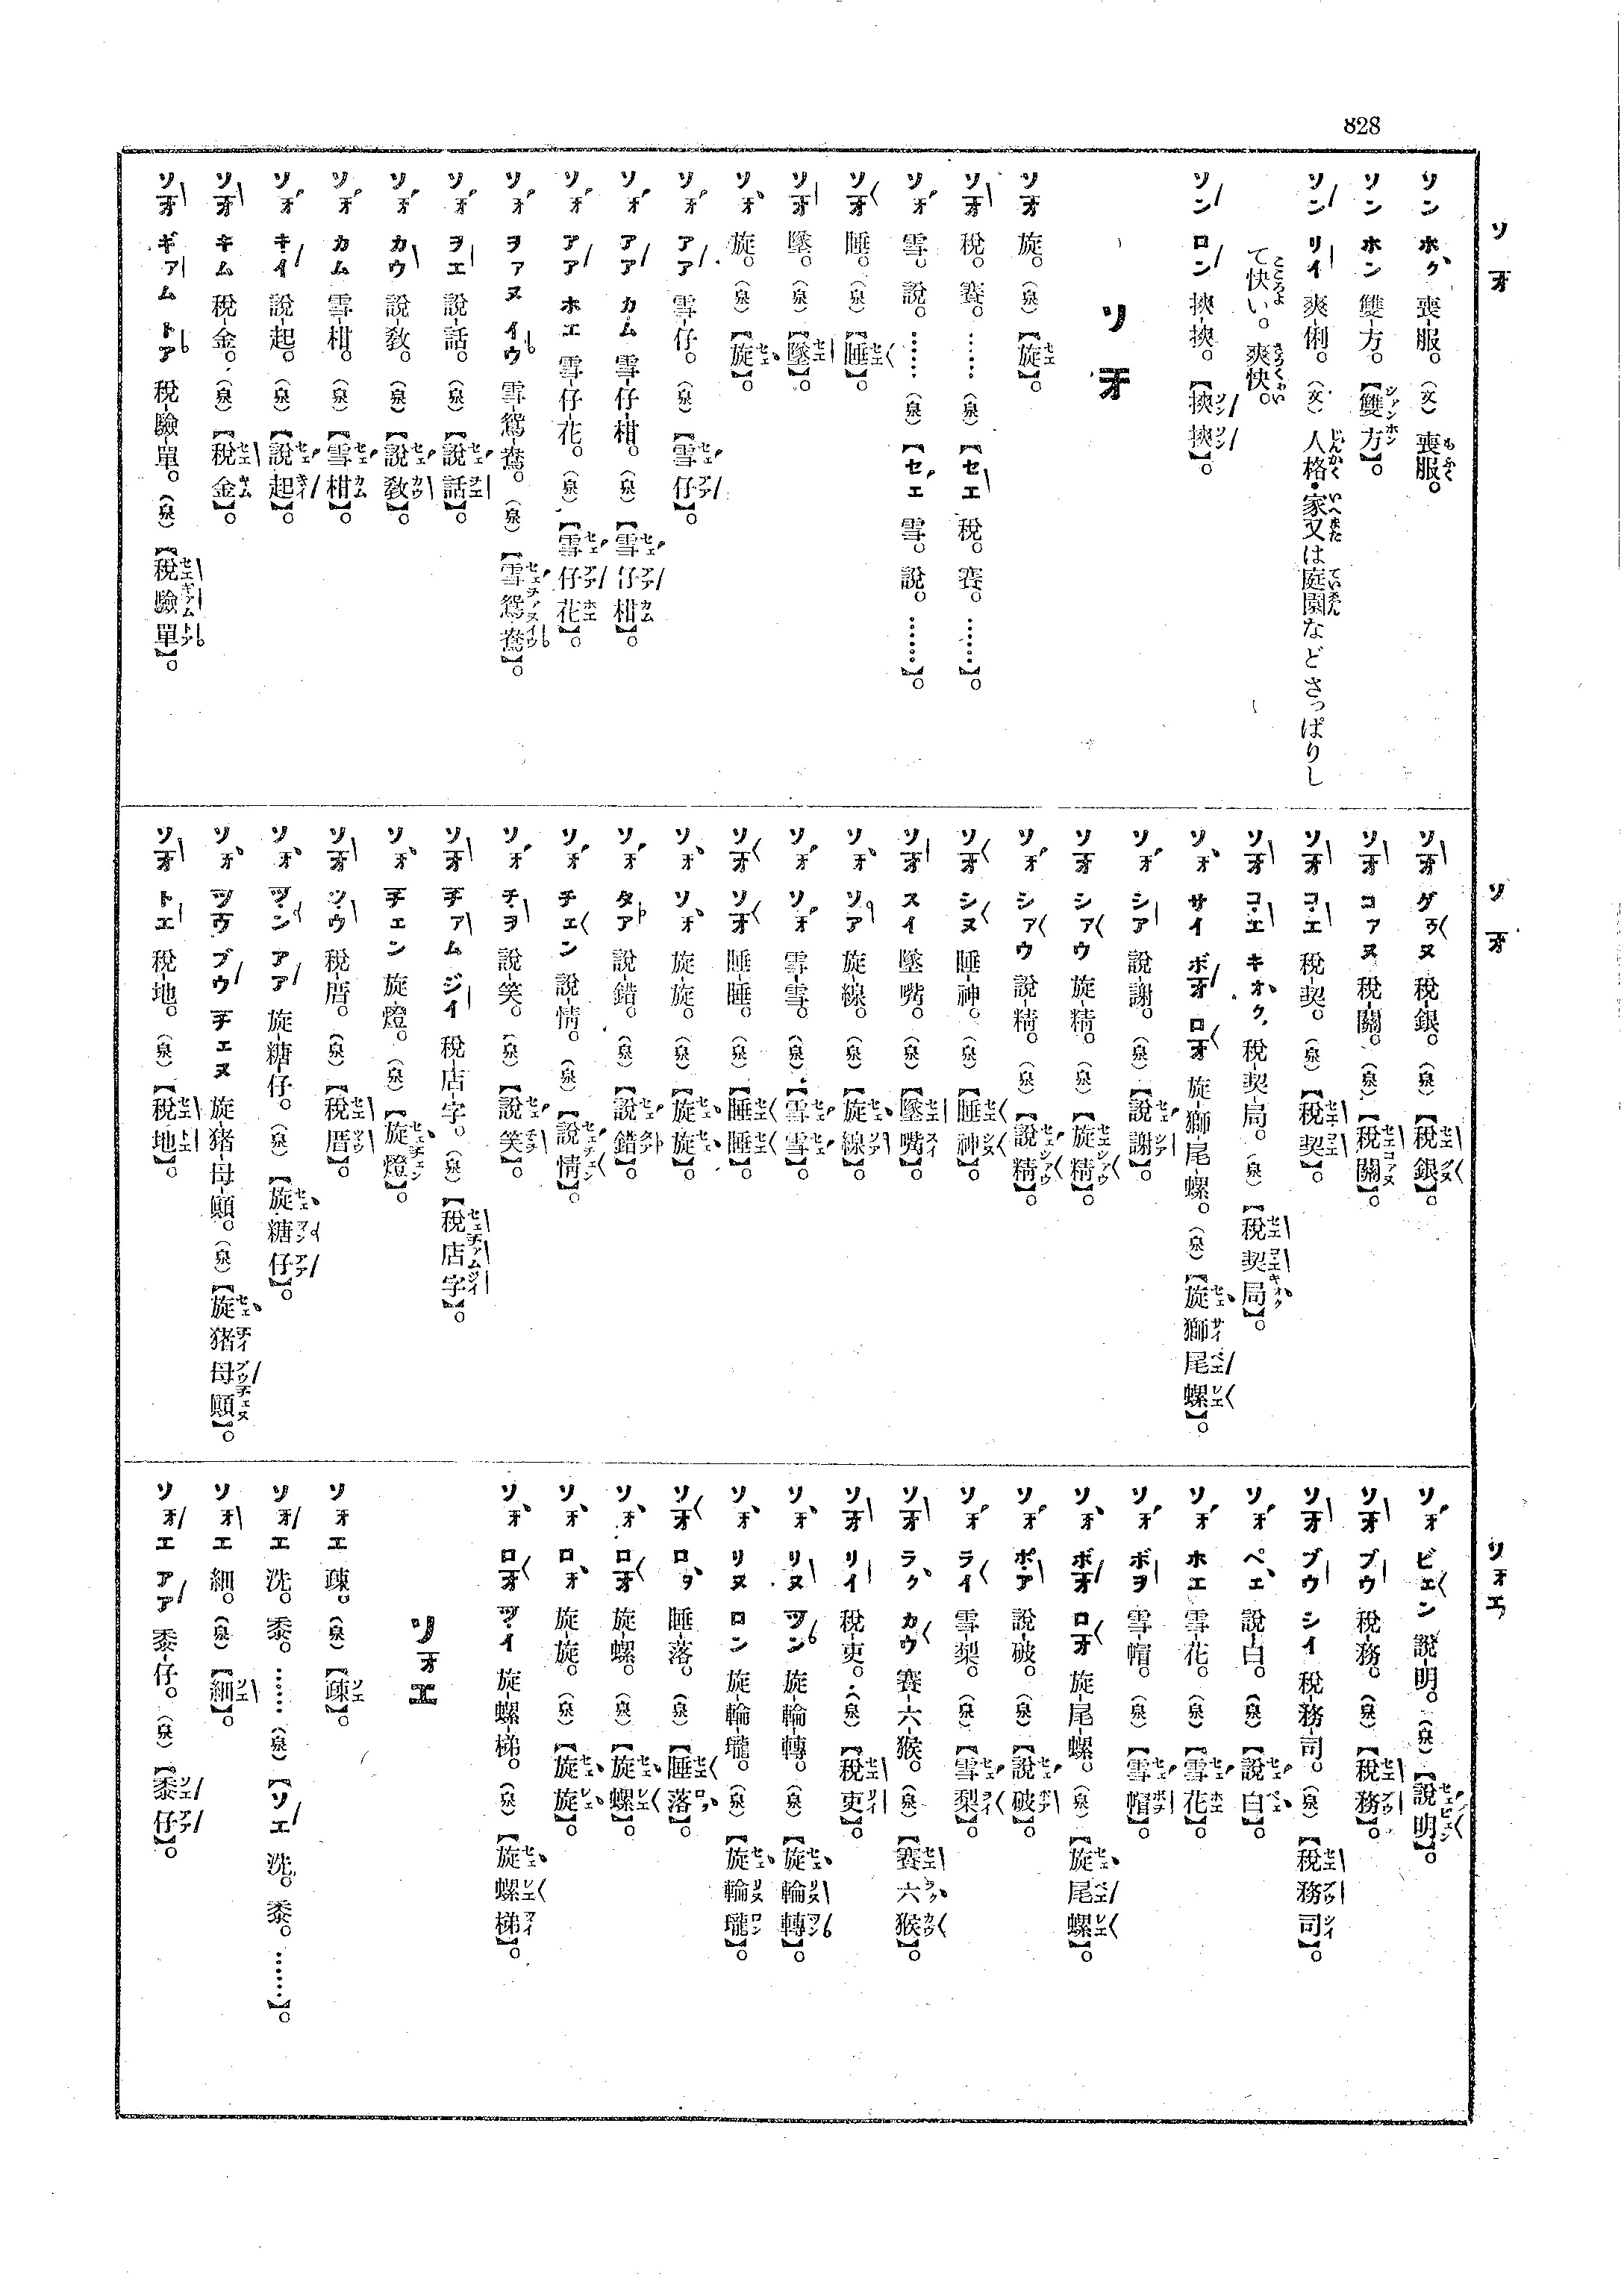 828
ソオ
ソオ
ソオエ
ソン ホク 喪服。(文) 喪服。
ソン ホン 雙方。【雙方】。
ソン リイ 爽俐。(文) 人格・家又は庭園などさっぱりし
て快い。爽快。
ソン ロン 㨻㨻。
ソオ
ソオ 旋。(泉)【旋】。
ソオ 稅。賽。……(泉)【セエ 稅。賽。……】。
ソオ 雪。說。……(泉)【セエ 雪。說。……】。
ソオ 睡。(泉)【睡】。
ソオ 墜。(泉)【墜】。
ソオ 旋。(泉)【旋】。
ソオ アア 雪仔。(泉)【雪仔】。
ソオ アア カム 雪仔柑。(泉)【雪仔柑】。
ソオ アア ホエ 雪仔花。(泉)【雪仔花】。
ソオ ヲァヌ イウ 雪鴛鴦。(泉)【雪鴛鴦】。
ソオ ヲエ 說話。(泉)【說話】。
ソオ カウ 說教。(泉)【說教】。
ソオ カム 雪柑。(泉)【雪柑】。
ソオ キイ 說起。(泉)【說起】。
ソオ キム 稅金。(泉)【稅金】。
ソオ ギアム トァ 稅驗單。(泉)【稅驗單】。
ソオ グヌ 稅銀。(泉)【稅銀】。
ソオ コァヌ 稅關。(泉)【稅關】。
ソオ コエ 稅契。(泉)【稅契】。
ソオ コエ キオク 稅契局。(泉)【稅契局】。
ソオ サイ ボオ ロオ 旋獅尾螺。(泉)【旋獅尾螺】。
ソオ シア 說謝。(泉)【說謝】。
ソオ シァウ 旋精。(泉)【旋精】。
ソオ シァウ 說精。(泉)【說精】。
ソオ シヌ 睡神。(泉)【睡神】。
ソオ スイ 墜嘴。(泉)【墜嘴】。
ソオ ソァ 旋線。(泉)【旋線】。
ソオ ソオ 雪雪。(泉)【雪雪】。
ソオ ソオ 睡睡。(泉)【睡睡】。
ソオ ソオ 旋旋。(泉)【旋旋】。
ソオ タア 說錯。(泉)【說錯】。
ソオ チエン 說情。(泉)【說情】。
ソオ チヲ 說笑。(泉)【說笑】。
ソオ チァム ジイ 稅店字。(泉)【稅店字】。
ソオ チェン 旋燈。(泉)【旋燈】。
ソオ ツウ 稅厝。(泉)【稅厝】。
ソオ ツン アア 旋糖仔。(泉)【旋糖仔】。
ソオ ツウ ブウ チェヌ 旋猪母顚。(泉)【旋猪母顚】。
ソオ トエ 稅地。(泉)【稅地】。
ソオ ビエン 說明。(泉)【說明】。
ソオ ブウ 稅務。(泉)【稅務】。
ソオ ブウ シイ 稅務司。(泉)【稅務司】。
ソオ ペエ 說白。(泉)【說白】。
ソオ ホエ 雪花。(泉)【雪花】。
ソオ ボヲ 雪帽。(泉)【雪帽】。
ソオ ボオ ロオ 旋尾螺。(泉)【旋尾螺】。
ソオ ポァ 說破。(泉)【說破】。
ソオ ライ 雪梨。(泉)【雪梨】。
ソオ ラク カウ 賽六猴。(泉)【賽六猴】。
ソオ リイ 稅吏。(泉)【稅吏】。
ソオ リヌ ツン 旋輪轉。(泉)【旋輪轉】。
ソオ リヌ ロン 旋輪瓏。(泉)【旋輪瓏】。
ソオ ロッ 睡落。(泉)【睡落】。
ソオ ロオ 旋螺。(泉)【旋螺】。
ソオ ロオ 旋旋。(泉)【旋旋】。
ソオ ロオ ツイ 旋螺梯。(泉)【旋螺梯】。
ソオエ
ソオエ 疎。(泉)【疎】。
ソオエ 洗。黍。……(泉)【ソエ 洗。黍。……】。
ソオエ 細。(泉)【細】。
ソオエ アア 黍仔。(泉)【黍仔】。